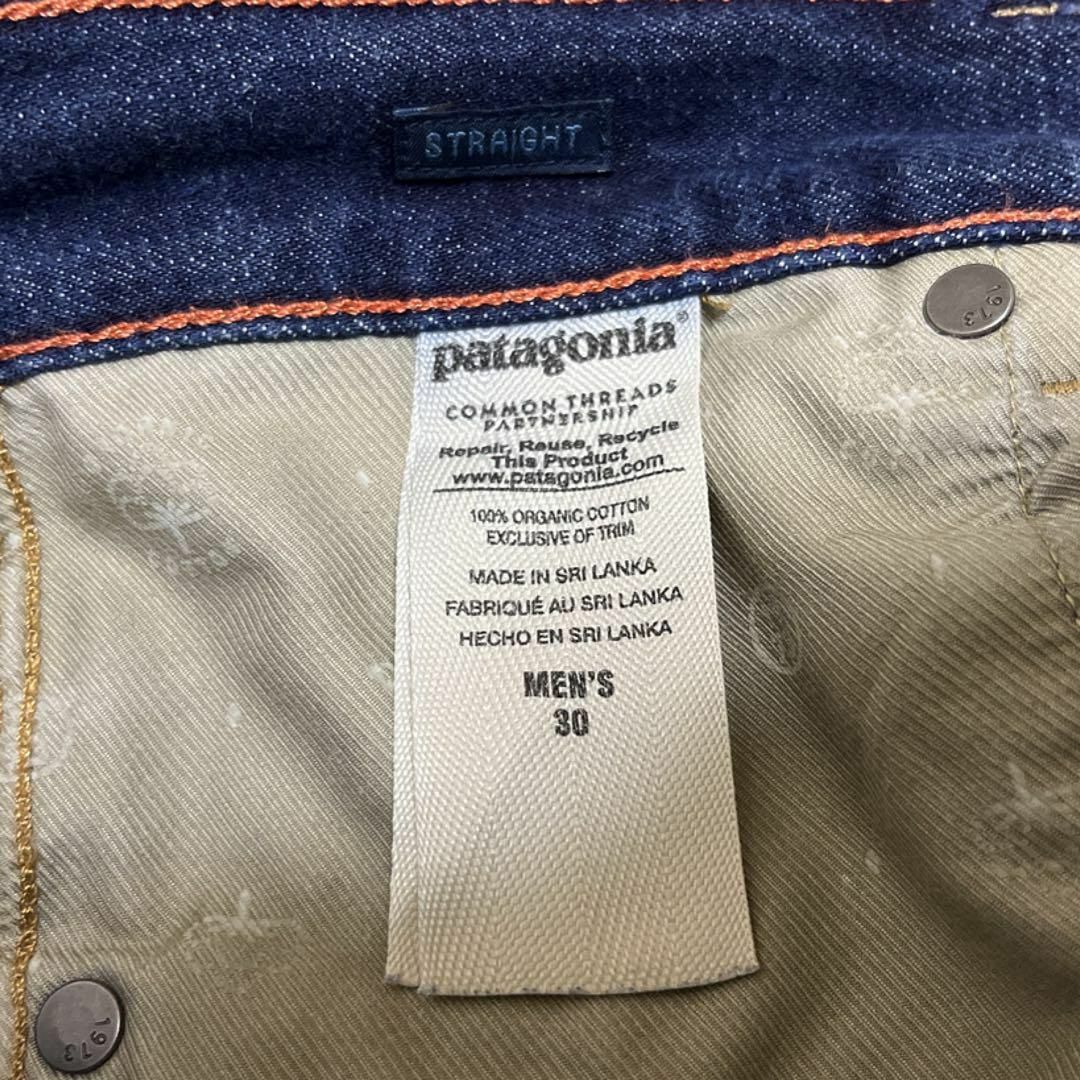 STRAIGHT
1973
patagonia®
COMMON THREADS
PARTNERSHIP
Repair, Reuse, Recycle
This Product
www.patagonia.com
100% ORGANIC COTTON
EXCLUSIVE OF TRIM
MADE IN SRI LANKA
FABRIQUÉ AU SRI LANKA
HECHO EN SRI LANKA
MEN'S
30
1973